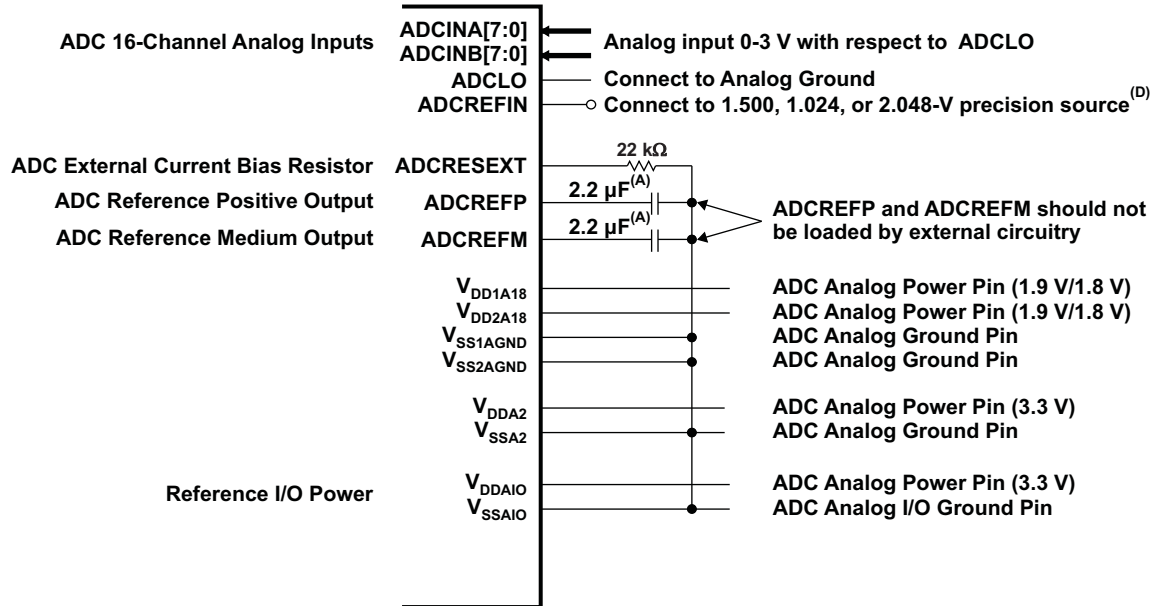 ADC 16-Channel Analog Inputs
ADCINA[7:0]
ADCINB[7:0]
Analog input 0-3 V with respect to ADCLO
ADCLO
Connect to Analog Ground
ADCREFIN
Connect to 1.500, 1.024, or 2.048-V precision source(D)
ADC External Current Bias Resistor
ADCRESEXT
22 kΩ
ADC Reference Positive Output
ADCREFP
2.2 µF(A)
ADC Reference Medium Output
ADCREFM
2.2 µF(A)
ADCREFP and ADCREFM should not
be loaded by external circuitry
VDD1A18
ADC Analog Power Pin (1.9 V/1.8 V)
VDD2A18
ADC Analog Power Pin (1.9 V/1.8 V)
VSS1AGND
ADC Analog Ground Pin
VSS2AGND
ADC Analog Ground Pin
VDDA2
ADC Analog Power Pin (3.3 V)
VSSA2
ADC Analog Ground Pin
Reference I/O Power
VDDAIO
ADC Analog Power Pin (3.3 V)
VSSAIO
ADC Analog I/O Ground Pin